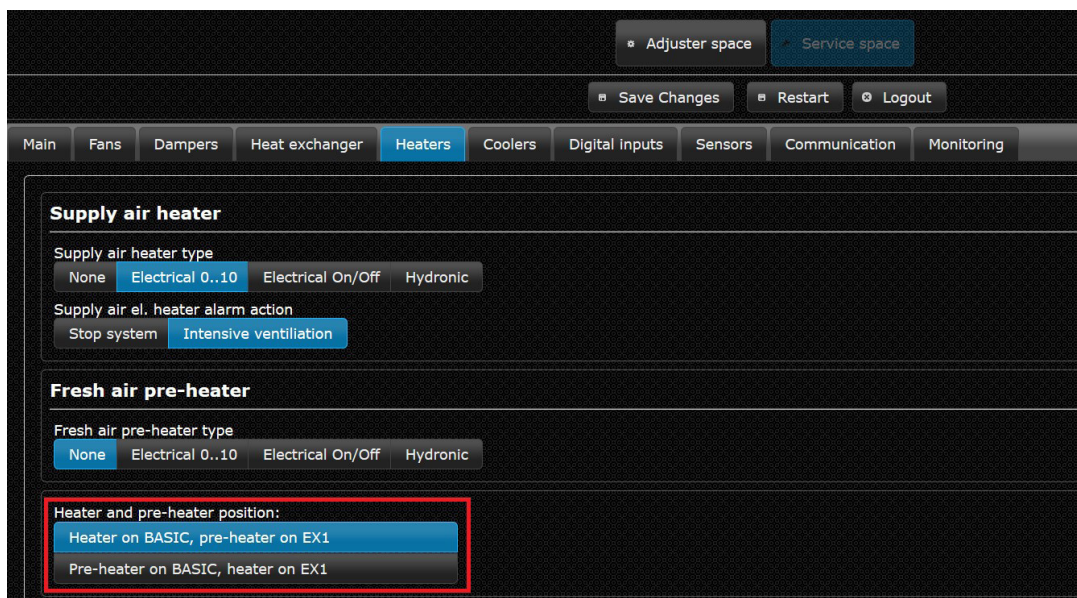 Adjuster space Service space
Save Changes Restart Logout
Main Fans Dampers Heat exchanger Heaters Coolers Digital inputs Sensors Communication Monitoring
Supply air heater
Supply air heater type
None Electrical 0..10 Electrical On/Off Hydronic
Supply air el. heater alarm action
Stop system Intensive ventiliation
Fresh air pre-heater
Fresh air pre-heater type
None Electrical 0..10 Electrical On/Off Hydronic
Heater and pre-heater position:
Heater on BASIC, pre-heater on EX1
Pre-heater on BASIC, heater on EX1